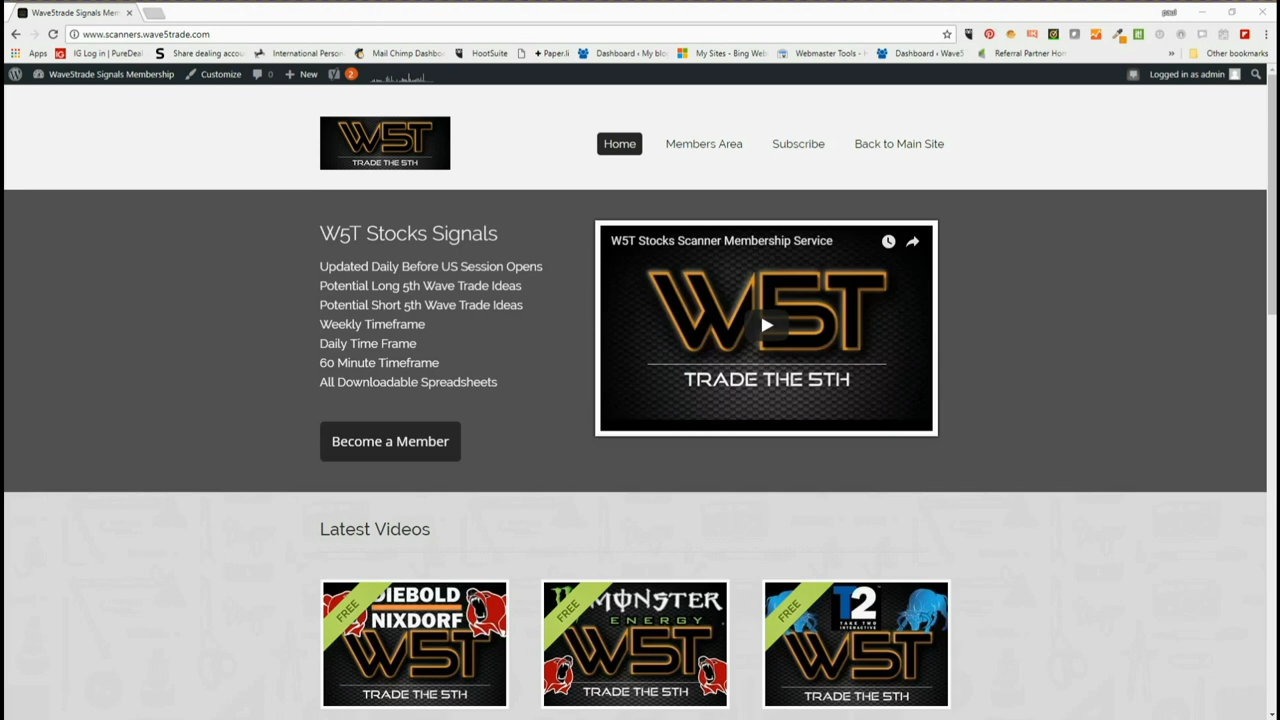 Wave5trade Signals Mem
paul
www.scanners.wave5trade.com
Apps
IG Log in | PureDeal
Share dealing accou
International Person
Mail Chimp Dashbo
HootSuite
+ Paper.li
Dashboard ‹ My blo
My Sites - Bing Web
Webmaster Tools -
Dashboard ‹ Wave5
Referral Partner Hom
»
Other bookmarks
Wave5trade Signals Membership
Customize
0
New
2
Logged in as admin
W5T
TRADE THE 5TH
Home
Members Area
Subscribe
Back to Main Site
W5T Stocks Signals
Updated Daily Before US Session Opens
Potential Long 5th Wave Trade Ideas
Potential Short 5th Wave Trade Ideas
Weekly Timeframe
Daily Time Frame
60 Minute Timeframe
All Downloadable Spreadsheets
Become a Member
W5T Stocks Scanner Membership Service
W5T
TRADE THE 5TH
Latest Videos
FREE
DIEBOLD
NIXDORF
W5T
TRADE THE 5TH
FREE
MONSTER
ENERGY
W5T
TRADE THE 5TH
FREE
T2
TAKE TWO
INTERACTIVE
W5T
TRADE THE 5TH